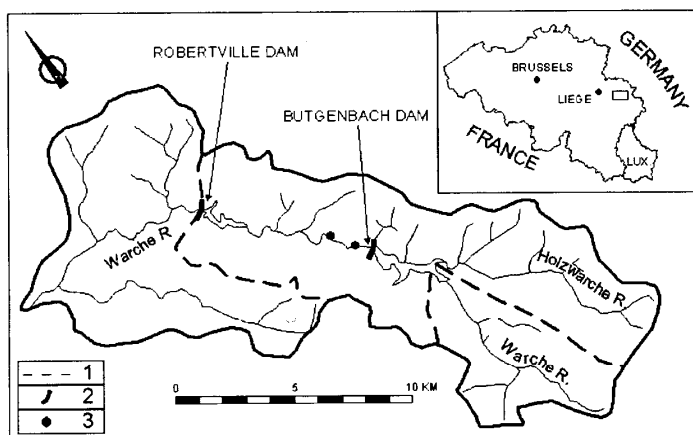 ROBERTVILLE DAM
BUTGENBACH DAM
GERMANY
BRUSSELS
LIEGE
FRANCE
LUX
Warche R.
Holzwarche R.
Warche R.
1
2
3
0 5 10 KM